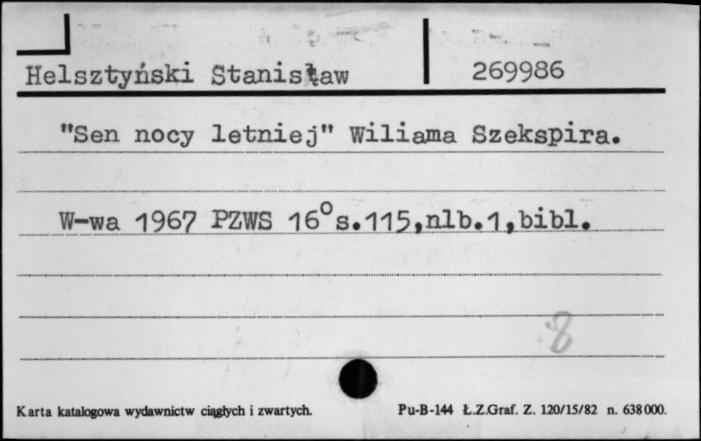 Helsztyński Stanisław 269986
"Sen nocy letniej" Wiliama Szekspira.
W-wa 1967 PZWS 16° s.115,nlb.1,bibl.
8
Karta katalogowa wydawnictw ciągłych i zwartych. Pu-B-144 Ł.Z.Graf. Z. 120/15/82 n. 638000.